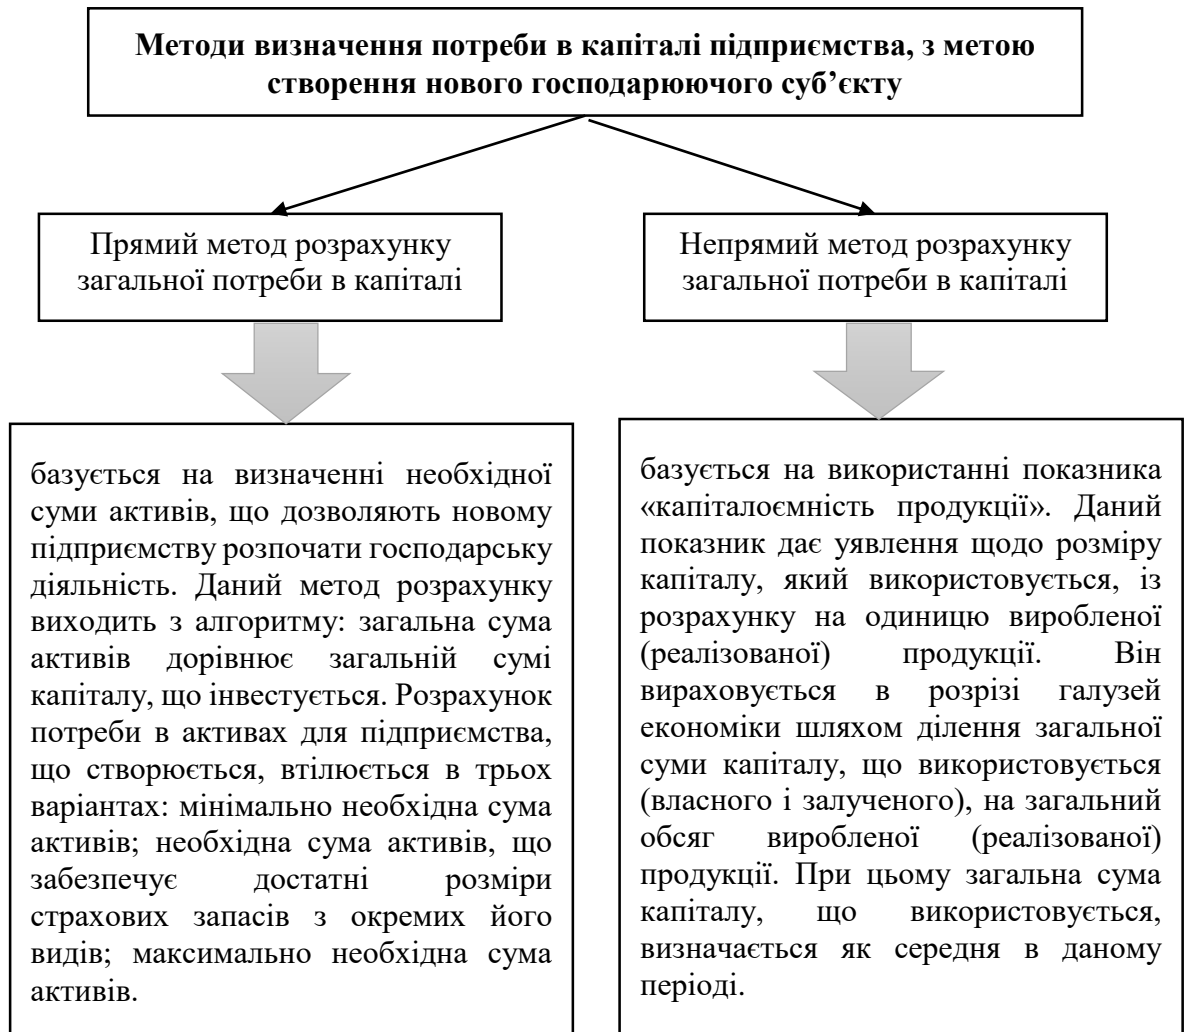 Методи визначення потреби в капіталі підприємства, з метою
створення нового господарюючого суб’єкту
Прямий метод розрахунку
загальної потреби в капіталі
Непрямий метод розрахунку
загальної потреби в капіталі
базується на визначенні необхідної
суми активів, що дозволяють новому
підприємству розпочати господарську
діяльність. Даний метод розрахунку
виходить з алгоритму: загальна сума
активів дорівнює загальній сумі
капіталу, що інвестується. Розрахунок
потреби в активах для підприємства,
що створюється, втілюється в трьох
варіантах: мінімально необхідна сума
активів; необхідна сума активів, що
забезпечує достатні розміри
страхових запасів з окремих його
видів; максимально необхідна сума
активів.
базується на використанні показника
«капіталоємність продукції». Даний
показник дає уявлення щодо розміру
капіталу, який використовується, із
розрахунку на одиницю виробленої
(реалізованої) продукції. Він
вираховується в розрізі галузей
економіки шляхом ділення загальної
суми капіталу, що використовується
(власного і залученого), на загальний
обсяг виробленої (реалізованої)
продукції. При цьому загальна сума
капіталу, що використовується,
визначається як середня в даному
періоді.